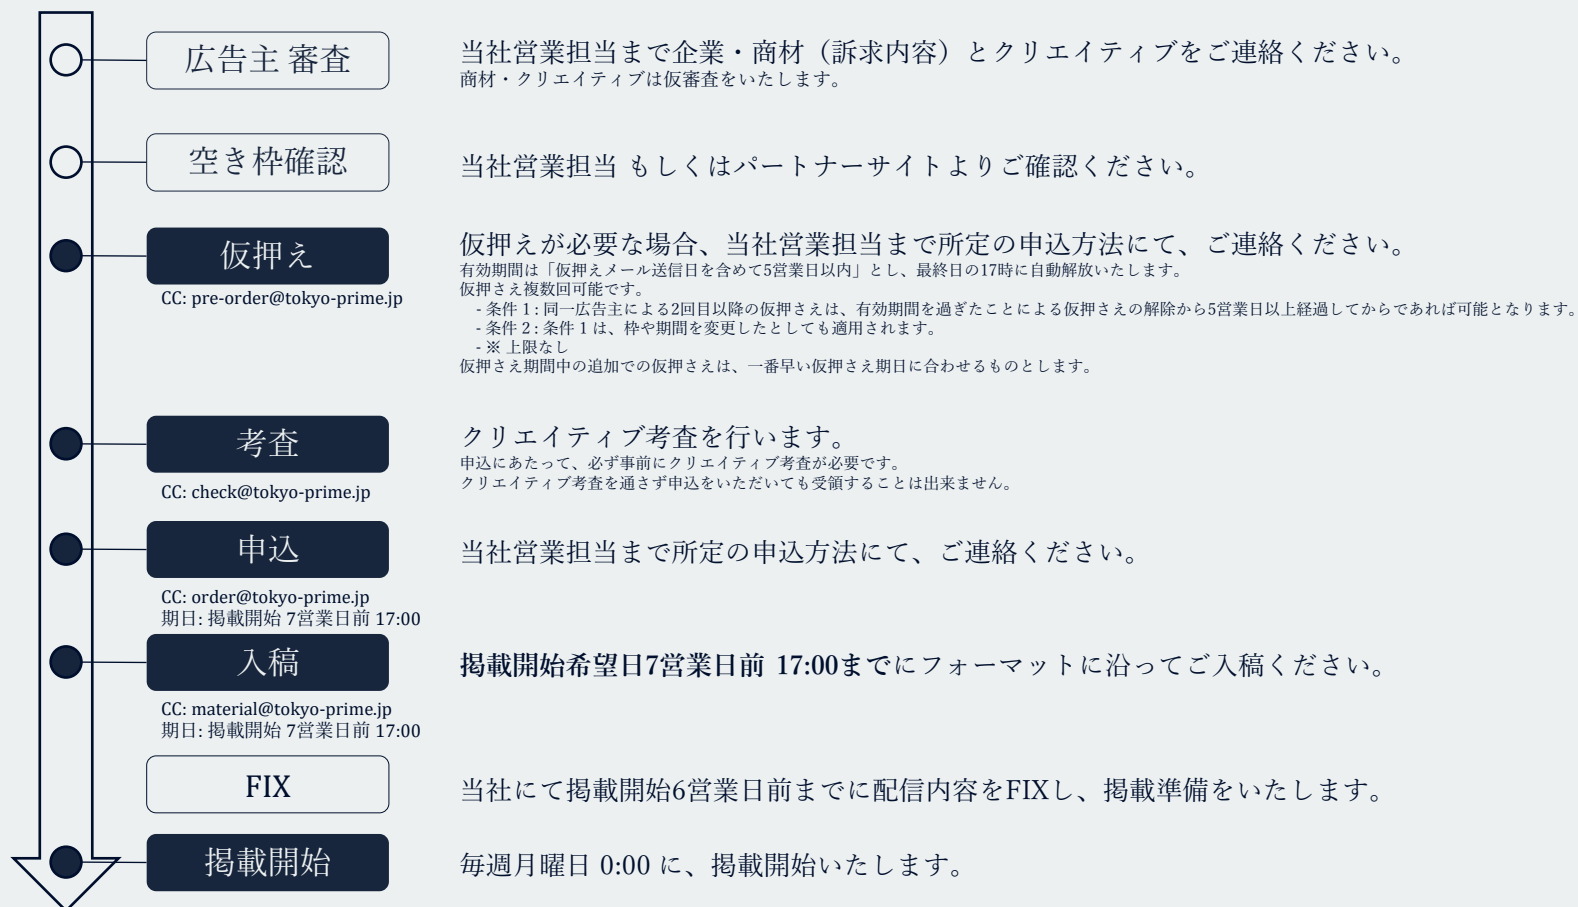 広告主 審査
当社営業担当まで企業・商材（訴求内容）とクリエイティブをご連絡ください。
商材・クリエイティブは仮審査をいたします。
空き枠確認
当社営業担当 もしくはパートナーサイトよりご確認ください。
仮押え
CC: pre-order@tokyo-prime.jp
仮押えが必要な場合、当社営業担当まで所定の申込方法にて、ご連絡ください。
有効期間は「仮押えメール送信日を含めて5営業日以内」とし、最終日の17時に自動解放いたします。
仮押さえ複数回可能です。
- 条件 1 : 同一広告主による2回目以降の仮押さえは、有効期間を過ぎたことによる仮押さえの解除から5営業日以上経過してからであれば可能となります。
- 条件 2 : 条件 1 は、枠や期間を変更したとしても適用されます。
- ※ 上限なし
仮押さえ期間中の追加での仮押さえは、一番早い仮押さえ期日に合わせるものとします。
考査
CC: check@tokyo-prime.jp
クリエイティブ考査を行います。
申込にあたって、必ず事前にクリエイティブ考査が必要です。
クリエイティブ考査を通さず申込をいただいても受領することは出来ません。
申込
CC: order@tokyo-prime.jp
期日: 掲載開始 7営業日前 17:00
当社営業担当まで所定の申込方法にて、ご連絡ください。
入稿
CC: material@tokyo-prime.jp
期日: 掲載開始 7営業日前 17:00
掲載開始希望日7営業日前 17:00までにフォーマットに沿ってご入稿ください。
FIX
当社にて掲載開始6営業日前までに配信内容をFIXし、掲載準備をいたします。
掲載開始
毎週月曜日 0:00 に、掲載開始いたします。